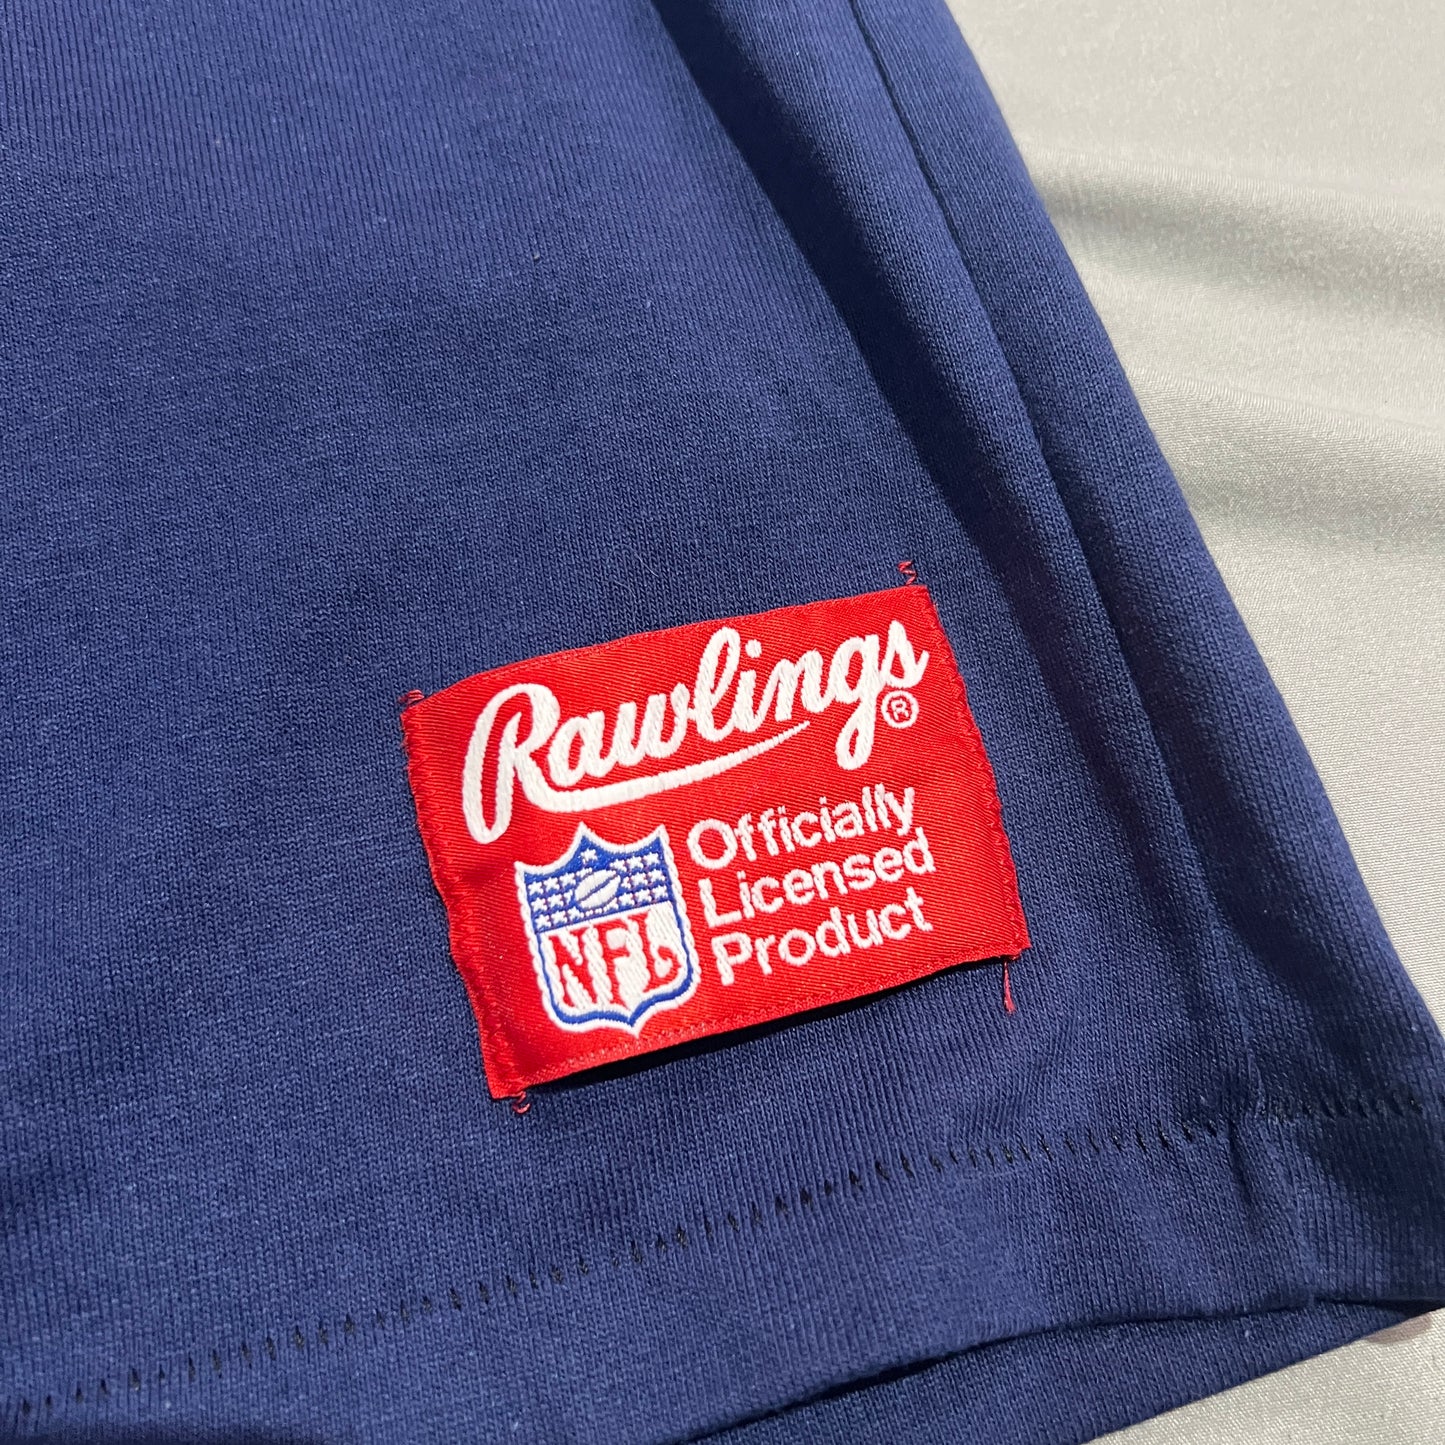 Rawlings®
Officially
Licensed
Product
NFL